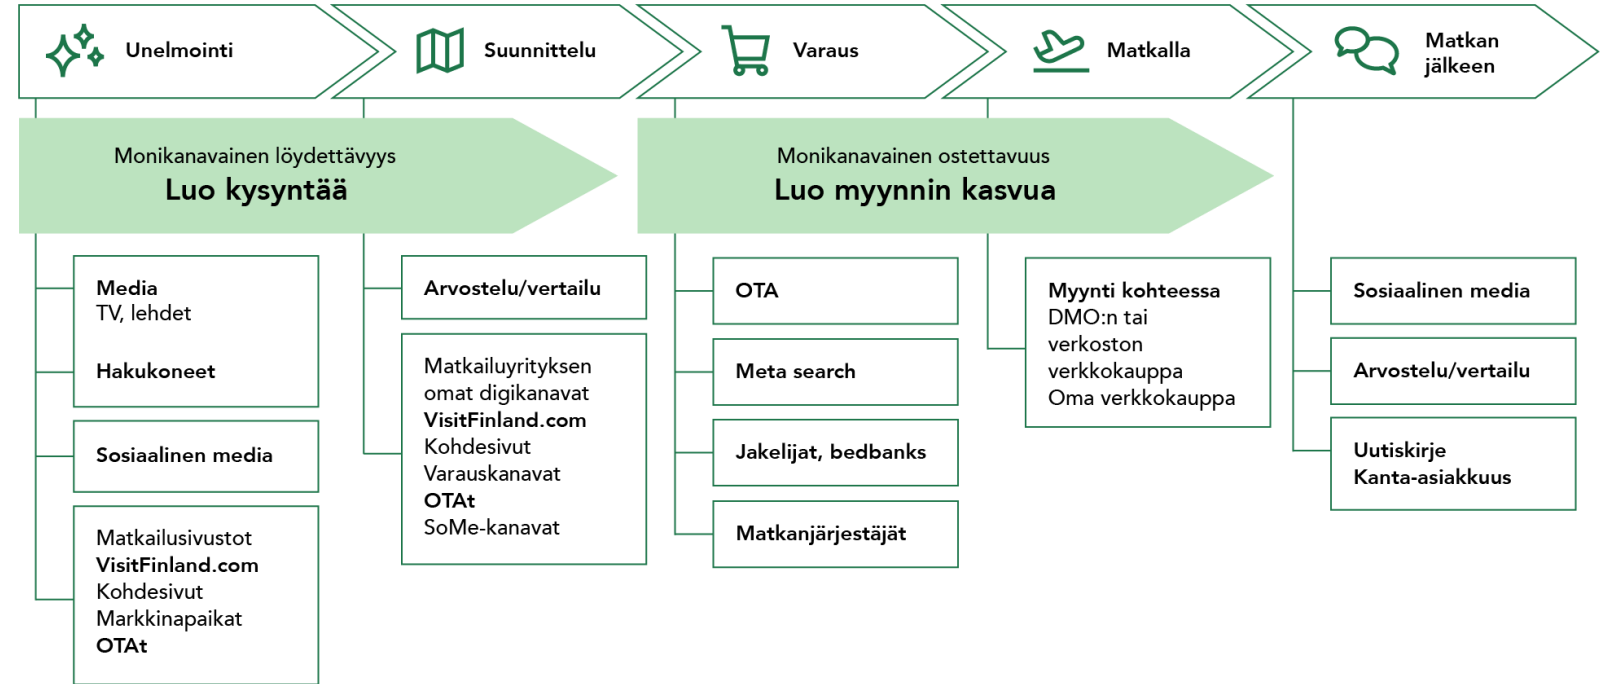 Unelmointi
Suunnittelu
Varaus
Matkalla
Matkan
jälkeen
Monikanavainen löydettävyys
Luo kysyntää
Monikanavainen ostettavuus
Luo myynnin kasvua
Media
TV, lehdet
Hakukoneet
Sosiaalinen media
Matkailusivustot
VisitFinland.com
Kohdesivut
Markkinapaikat
OTAt
Arvostelu/vertailu
Matkailuyrityksen
omat digikanavat
VisitFinland.com
Kohdesivut
Varauskanavat
OTAt
SoMe-kanavat
OTA
Meta search
Jakelijat, bedbanks
Matkanjärjestäjät
Myynti kohteessa
DMO:n tai
verkoston
verkkokauppa
Oma verkkokauppa
Sosiaalinen media
Arvostelu/vertailu
Uutiskirje
Kanta-asiakkuus